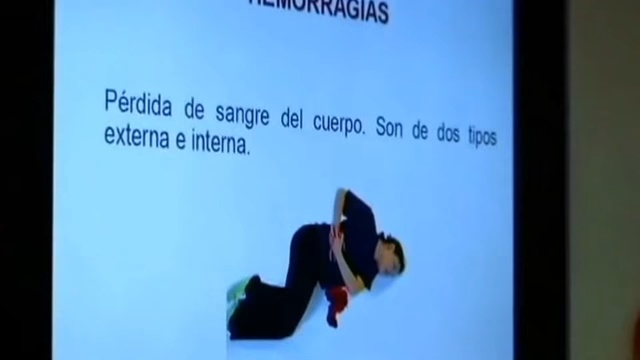 HEMORRAGIAS
Pérdida de sangre del cuerpo. Son de dos tipos
externa e interna.